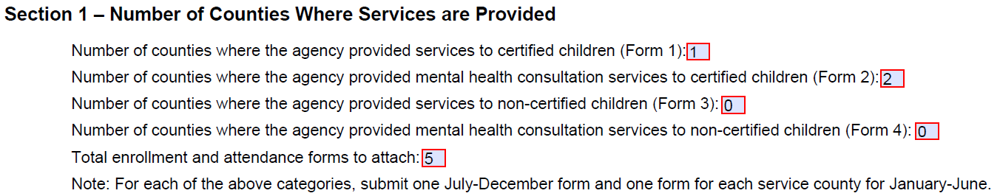 Section 1 – Number of Counties Where Services are Provided
Number of counties where the agency provided services to certified children (Form 1): 1
Number of counties where the agency provided mental health consultation services to certified children (Form 2): 2
Number of counties where the agency provided services to non-certified children (Form 3): 0
Number of counties where the agency provided mental health consultation services to non-certified children (Form 4): 0
Total enrollment and attendance forms to attach: 5
Note: For each of the above categories, submit one July-December form and one form for each service county for January-June.